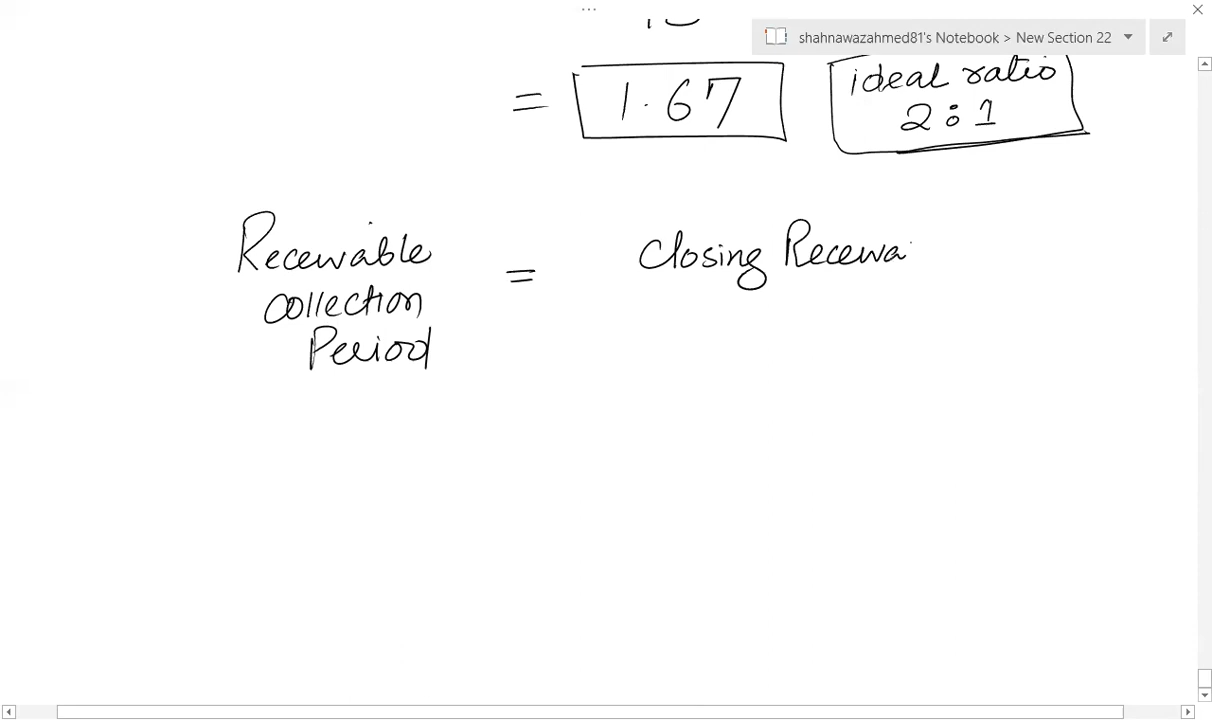 shahnawazahmed81's Notebook > New Section 22
= 1.67
ideal ratio
2:1
Receivable
collection
Period
=
closing Receiva